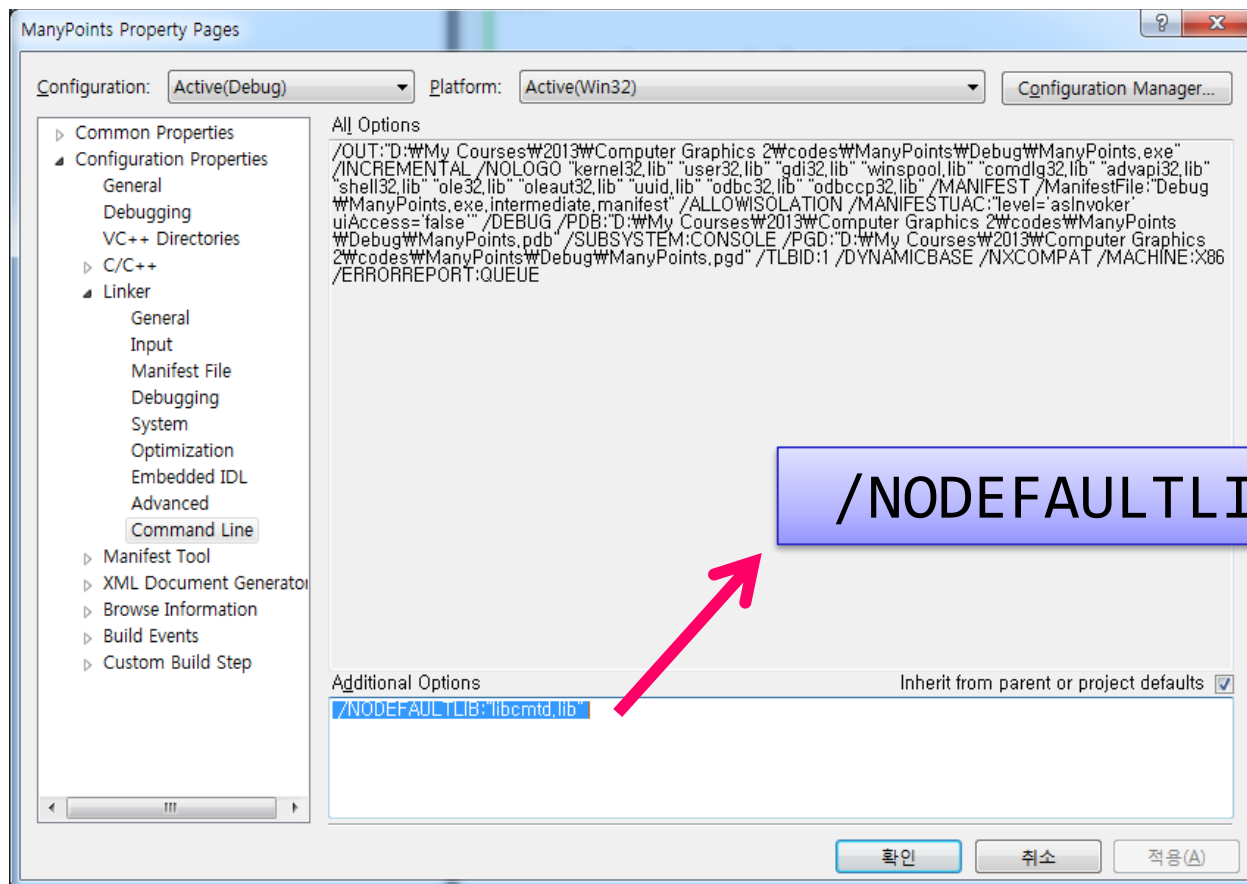 ManyPoints Property Pages
Configuration: Active(Debug) Platform: Active(Win32) Configuration Manager...
Common Properties
Configuration Properties
General
Debugging
VC++ Directories
C/C++
Linker
General
Input
Manifest File
Debugging
System
Optimization
Embedded IDL
Advanced
Command Line
Manifest Tool
XML Document Generator
Browse Information
Build Events
Custom Build Step
All Options
/OUT:"D:₩My Courses₩2013₩Computer Graphics 2₩codes₩ManyPoints₩Debug₩ManyPoints.exe"
/INCREMENTAL /NOLOGO "kernel32.lib" "user32.lib" "gdi32.lib" "winspool.lib" "comdlg32.lib" "advapi32.lib"
"shell32.lib" "ole32.lib" "oleaut32.lib" "uuid.lib" "odbc32.lib" "odbccp32.lib" /MANIFEST /ManifestFile:"Debug
₩ManyPoints.exe.intermediate.manifest" /ALLOWISOLATION /MANIFESTUAC:"level='asInvoker'
uiAccess='false'" /DEBUG /PDB:"D:₩My Courses₩2013₩Computer Graphics 2₩codes₩ManyPoints
₩Debug₩ManyPoints.pdb" /SUBSYSTEM:CONSOLE /PGD:"D:₩My Courses₩2013₩Computer Graphics
2₩codes₩ManyPoints₩Debug₩ManyPoints.pgd" /TLBID:1 /DYNAMICBASE /NXCOMPAT /MACHINE:X86
/ERRORREPORT:QUEUE
/NODEFAULTLI
Additional Options Inherit from parent or project defaults
/NODEFAULTLIB:"libcmtd.lib"
확인 취소 적용(A)